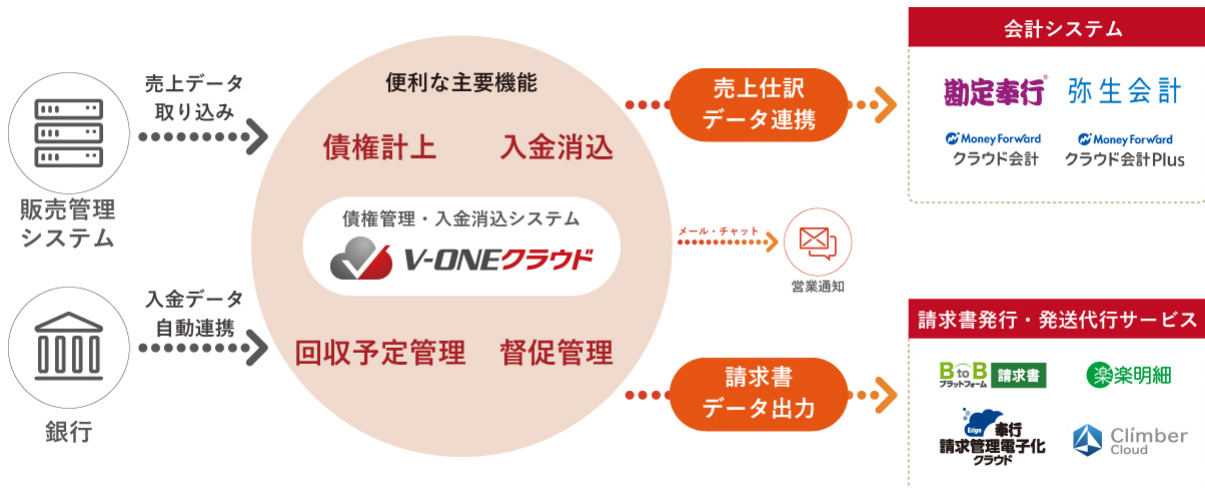 売上データ
取り込み
販売管理
システム
入金データ
自動連携
銀行
便利な主要機能
債権計上
入金消込
債権管理・入金消込システム
V-ONEクラウド
回収予定管理
督促管理
売上仕訳
データ連携
メール・チャット
営業通知
請求書
データ出力
会計システム
勘定奉行®
弥生会計
Money Forward
クラウド会計
Money Forward
クラウド会計Plus
請求書発行・発送代行サービス
BtoB
プラットフォーム
請求書
楽楽明細
Edge 奉行
請求管理電子化
クラウド
Climber
Cloud